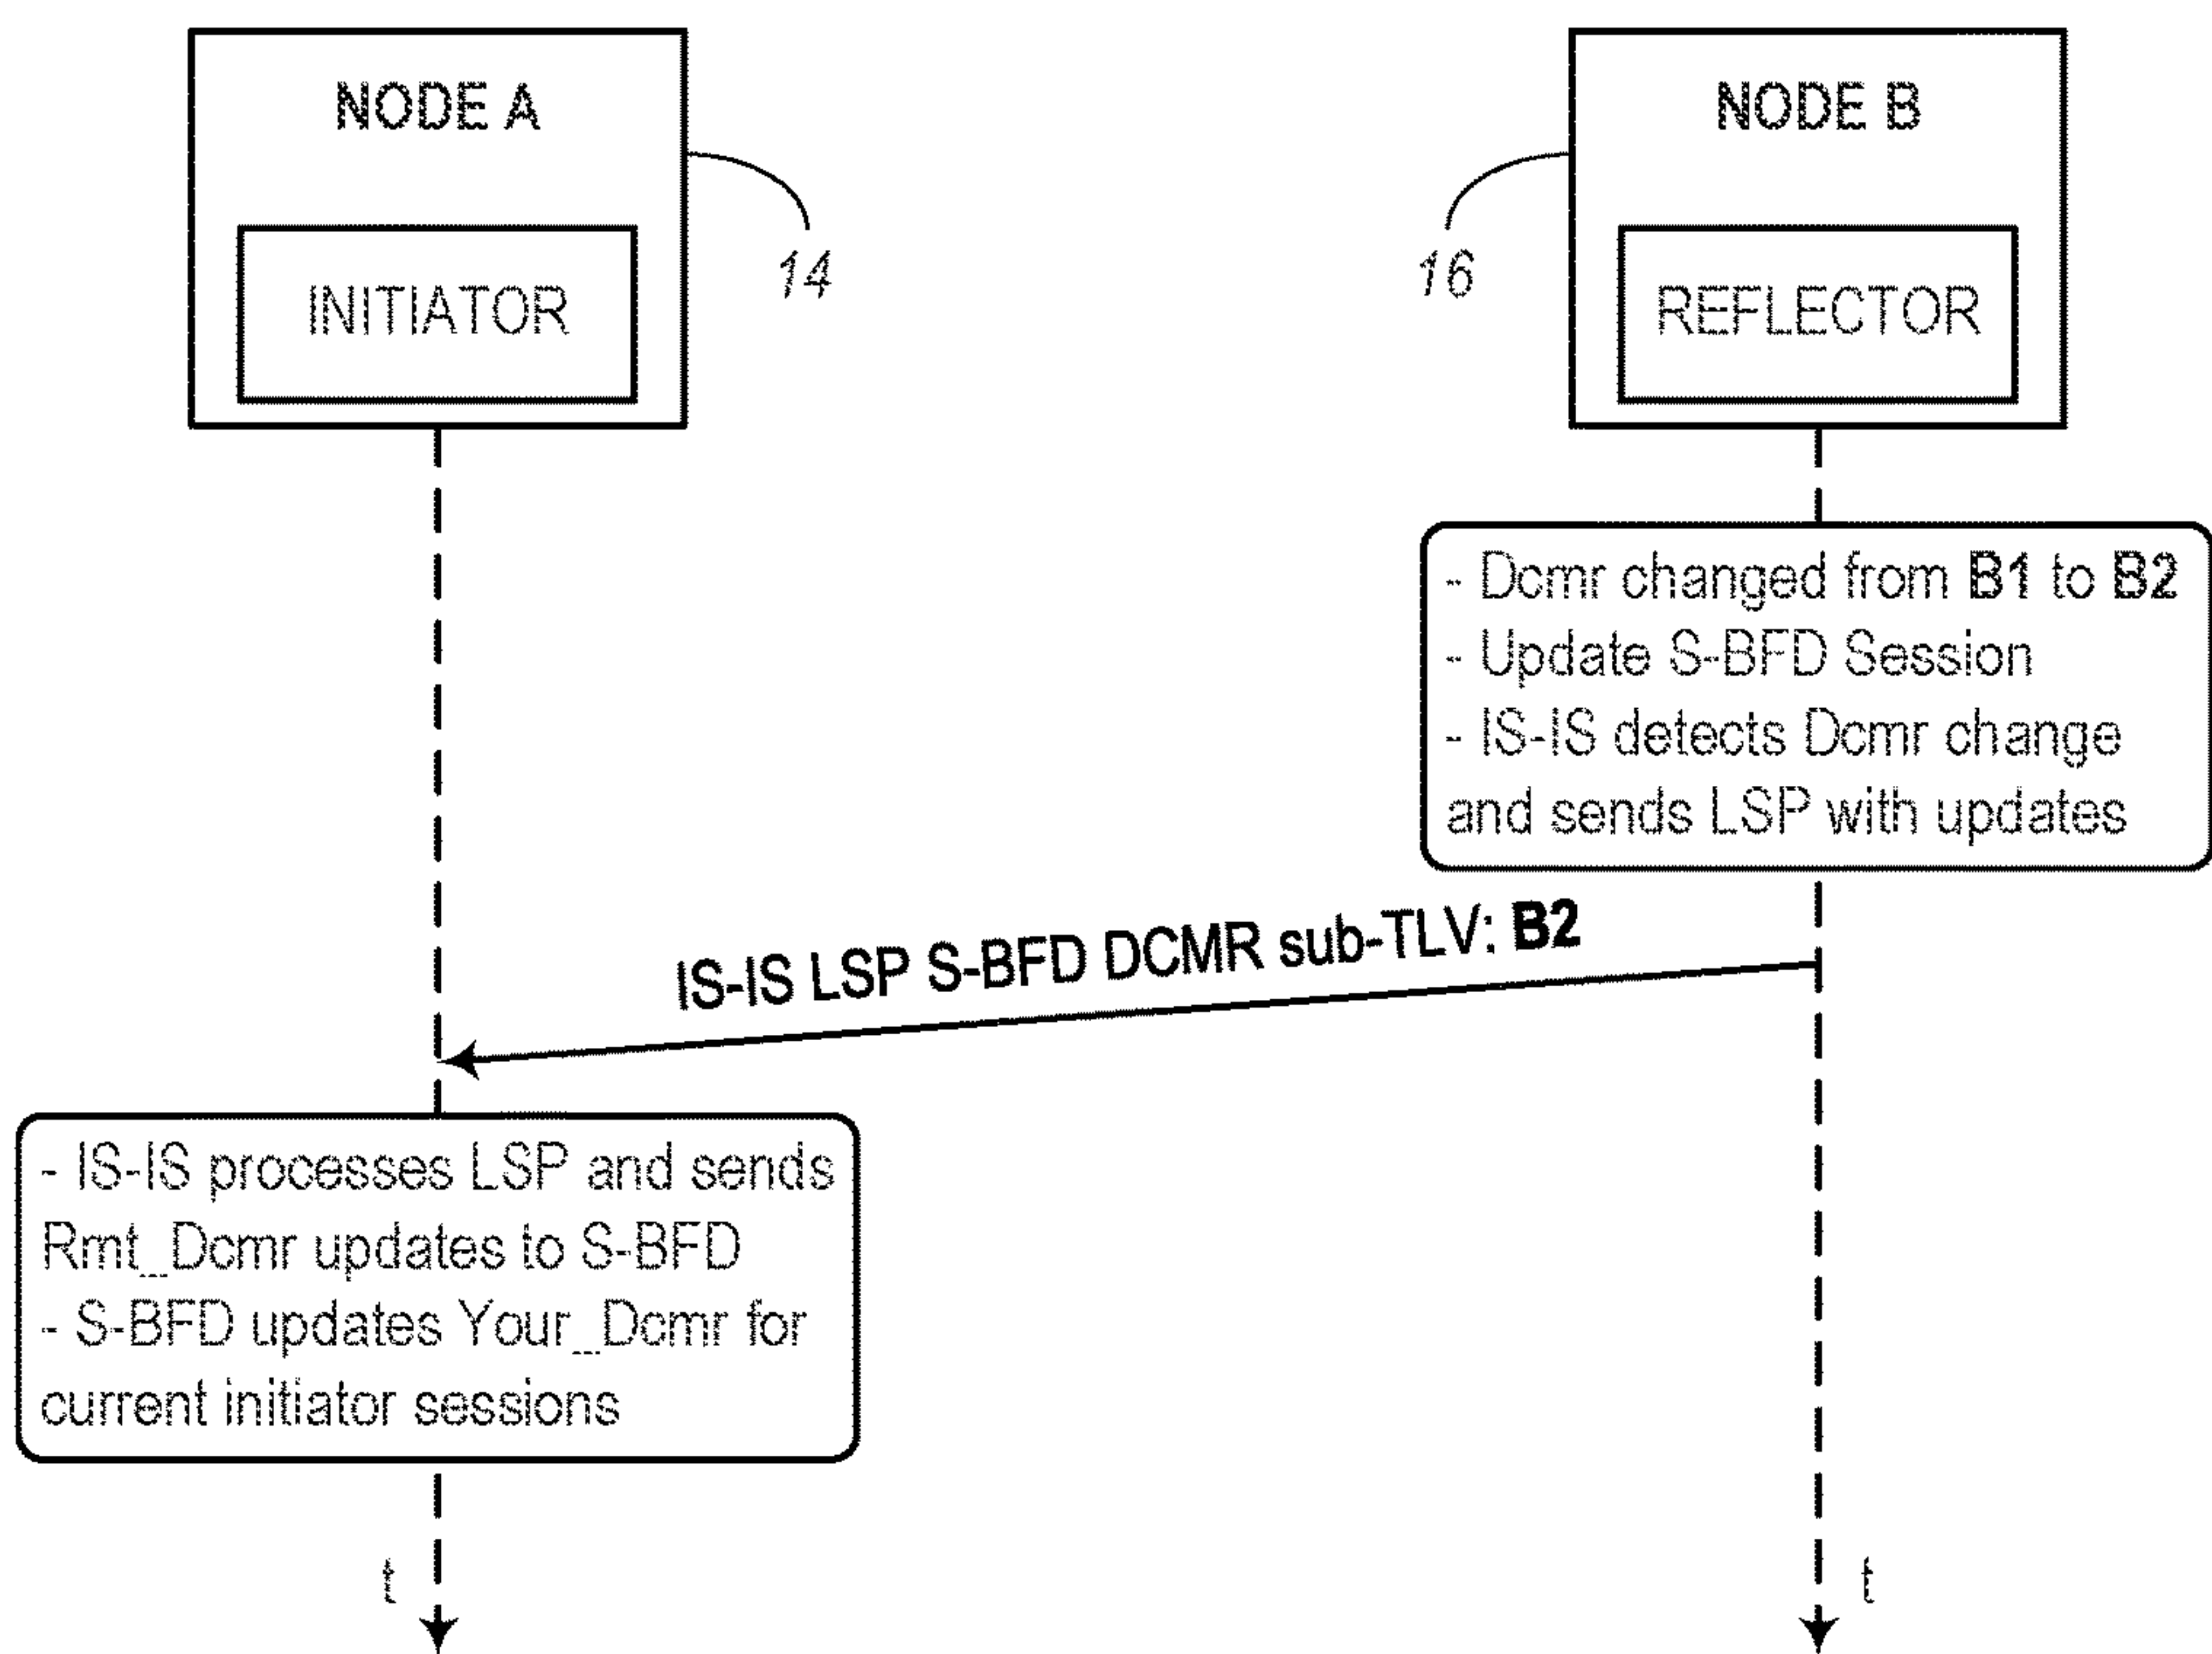 NODE A
INITIATOR
14
NODE B
REFLECTOR
16
- Dcmr changed from B1 to B2
- Update S-BFD Session
- IS-IS detects Dcmr change
and sends LSP with updates
IS-IS LSP S-BFD DCMR sub-TLV: B2
- IS-IS processes LSP and sends
Rmt_Dcmr updates to S-BFD
- S-BFD updates Your_Dcmr for
current initiator sessions
t
t